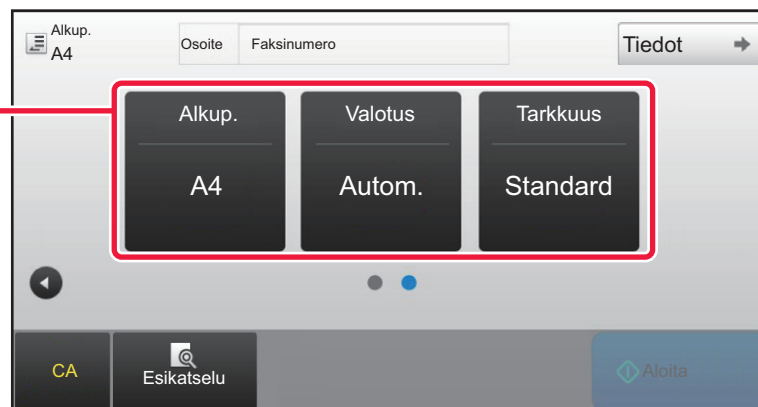 Alkup.
A4
Osoite
Faksinumero
Tiedot
Alkup.
Valotus
Tarkkuus
A4
Autom.
Standard
CA
Esikatselu
Aloita